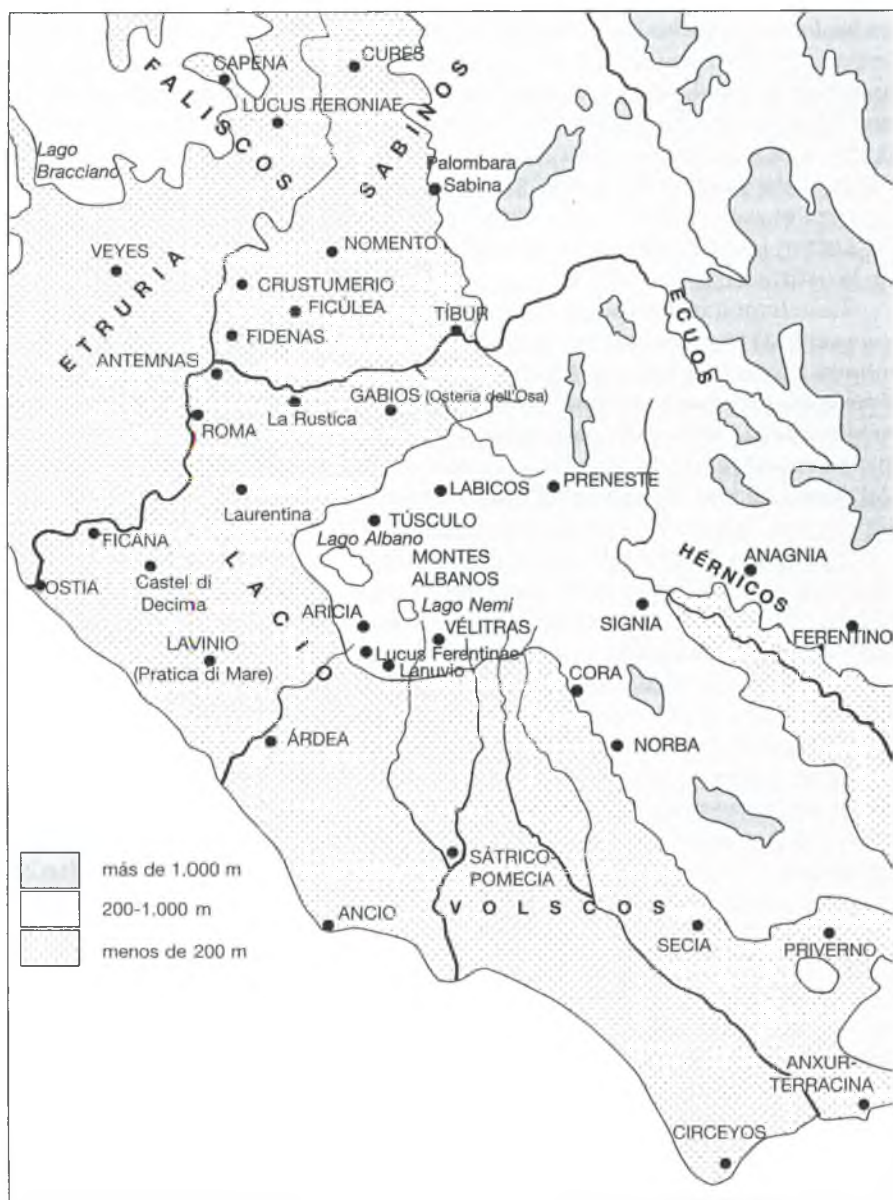 FALISCOS
CAPENA
CURES
LUCUS FERONIAE
SABINOS
Lago
Bracciano
Palombara
Sabina
VEYES
NOMENTO
ETRURIA
CRUSTUMERIO
FICÚLEA
FIDENAS
TÍBUR
ECUOS
ANTEMNAS
GABIOS (Osteria dell'Osa)
La Rustica
ROMA
LABICOS
PRENESTE
Laurentina
TÚSCULO
FICANA
Lago Albano
LACIO
OSTIA
Castel di
Decima
MONTES
ALBANOS
HÉRNICOS
ANAGNIA
ARICIA
Lago Nemi
VÉLITRAS
SIGNIA
FERENTINO
LAVINIO
(Pratica di Mare)
Lucus Ferentinae
Lanuvio
CORA
ÁRDEA
NORBA
SÁTRICO-
POMECIA
más de 1.000 m
200-1.000 m
menos de 200 m
ANCIO
VOLSCOS
SECIA
PRIVERNO
ANXUR-
TERRACINA
CIRCEYOS